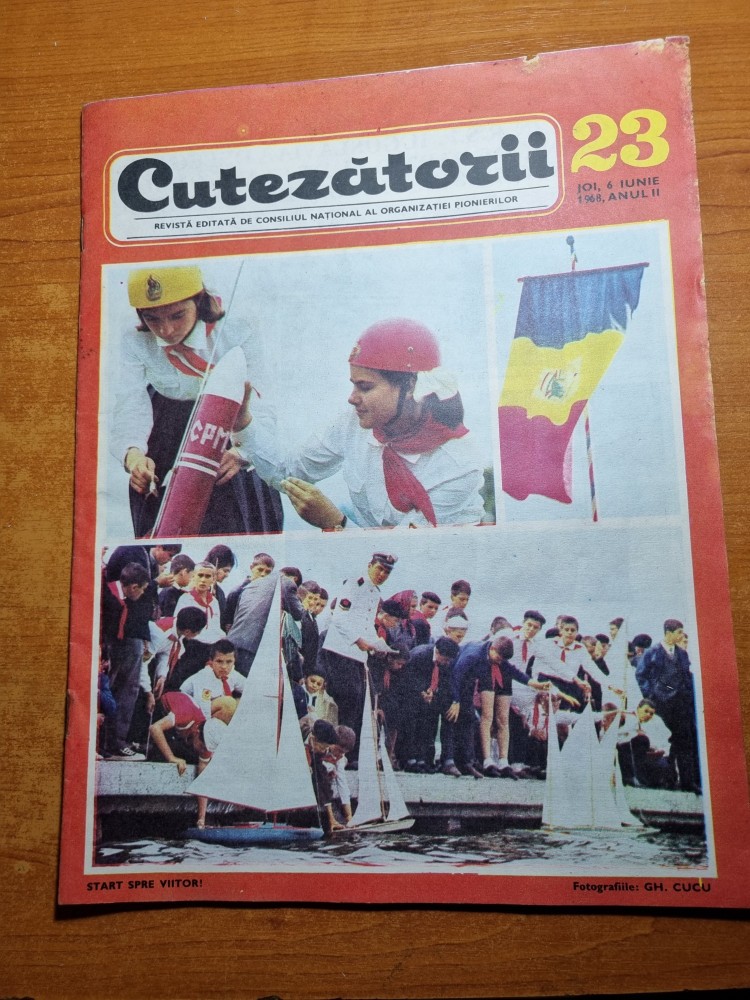 Cutezătorii
REVISTĂ EDITATĂ DE CONSILIUL NAȚIONAL AL ORGANIZAȚIEI PIONIERILOR
23
JOI, 6 IUNIE
1968, ANUL II
CPM
START SPRE VIITOR!
Fotografiile: GH. CUCU